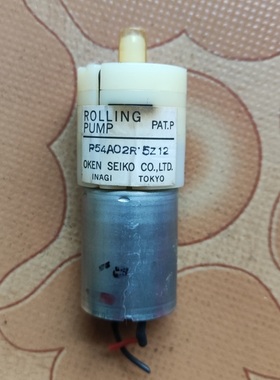 ROLLING
PUMP PAT.P
P54A02R 5Z12
OKEN SEIKO CO.,LTD.
INAGI TOKYO